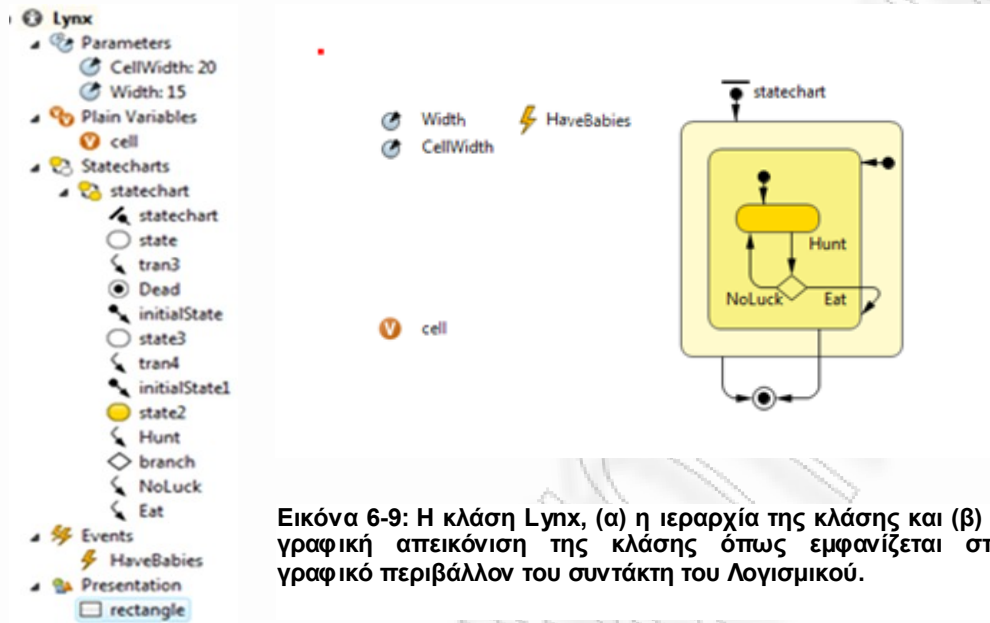 Lynx
Parameters
CellWidth: 20
Width: 15
Plain Variables
cell
Statecharts
statechart
statechart
state
tran3
Dead
initialState
state3
tran4
initialState1
state2
Hunt
branch
NoLuck
Eat
Events
HaveBabies
Presentation
rectangle
Width
HaveBabies
CellWidth
cell
statechart
Hunt
NoLuck
Eat
Εικόνα 6-9: Η κλάση Lynx, (α) η ιεραρχία της κλάσης και (β)
γραφική απεικόνιση της κλάσης όπως εμφανίζεται στ
γραφικό περιβάλλον του συντάκτη του Λογισμικού.